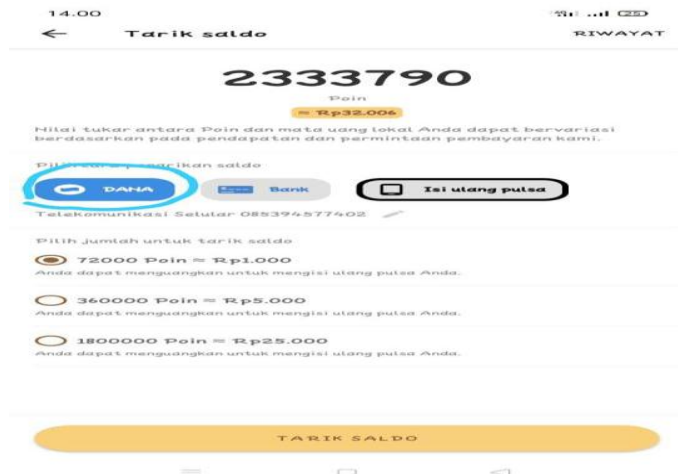 14.00
Tarik saldo
RIWAYAT
2333790
Poin
≈ Rp32.006
Nilai tukar antara Poin dan mata uang lokal Anda dapat bervariasi
berdasarkan pada pendapatan dan permintaan pembayaran kami.
Pilih cara penarikan saldo
DANA
Bank
Isi ulang pulsa
Telekomunikasi Selular 085394577402
Pilih jumlah untuk tarik saldo
72000 Poin ≈ Rp1.000
Anda dapat menguangkan untuk mengisi ulang pulsa Anda.
360000 Poin ≈ Rp5.000
Anda dapat menguangkan untuk mengisi ulang pulsa Anda.
1800000 Poin ≈ Rp25.000
Anda dapat menguangkan untuk mengisi ulang pulsa Anda.
TARIK SALDO